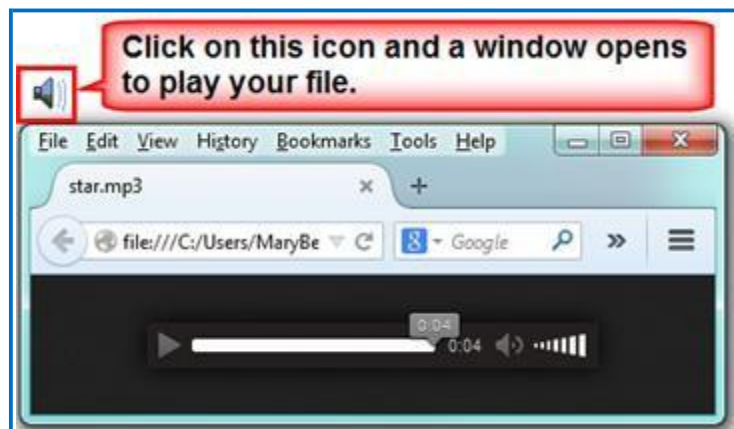 Click on this icon and a window opens
to play your file.
File Edit View History Bookmarks Tools Help
star.mp3
file:///C:/Users/MaryBe 8 Google
0:04
0:04